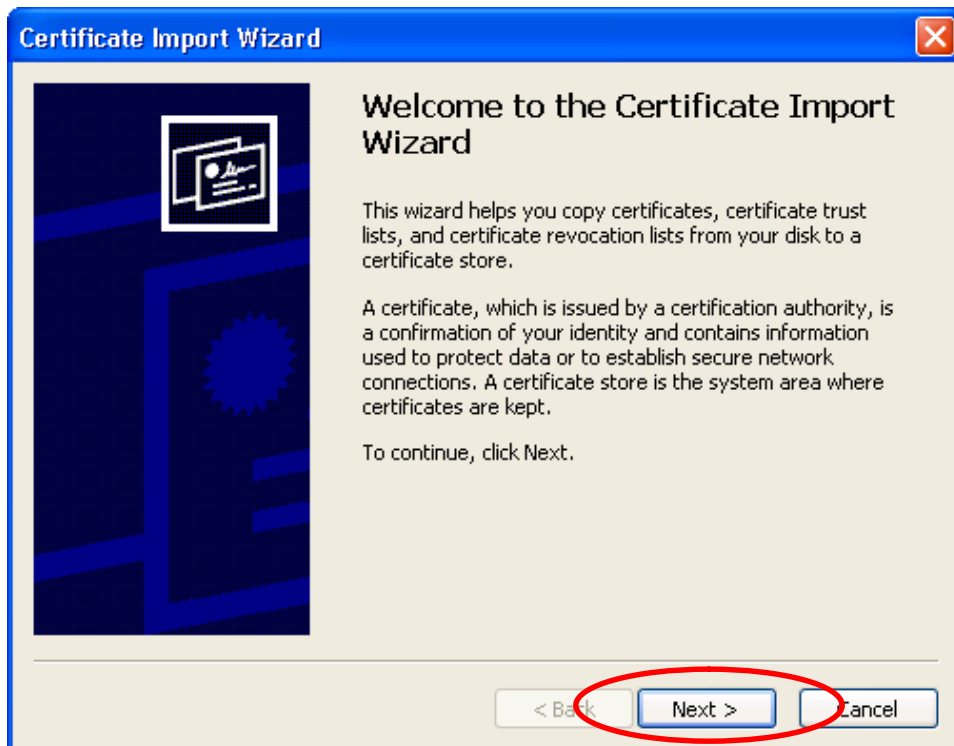 Certificate Import Wizard
Welcome to the Certificate Import
Wizard
This wizard helps you copy certificates, certificate trust
lists, and certificate revocation lists from your disk to a
certificate store.
A certificate, which is issued by a certification authority, is
a confirmation of your identity and contains information
used to protect data or to establish secure network
connections. A certificate store is the system area where
certificates are kept.
To continue, click Next.
< Back Next > Cancel